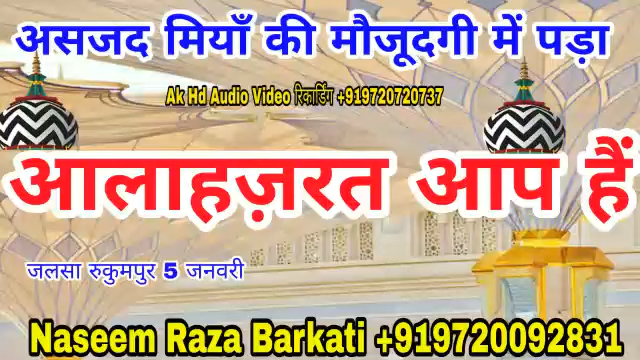 असजद मियाँ की मौजूदगी में पड़ा
Ak Hd Audio Video रिकार्डिंग +919720720737
आलाहज़रत आप हैं
जलसा रुकुमपुर 5 जनवरी
Naseem Raza Barkati +919720092831